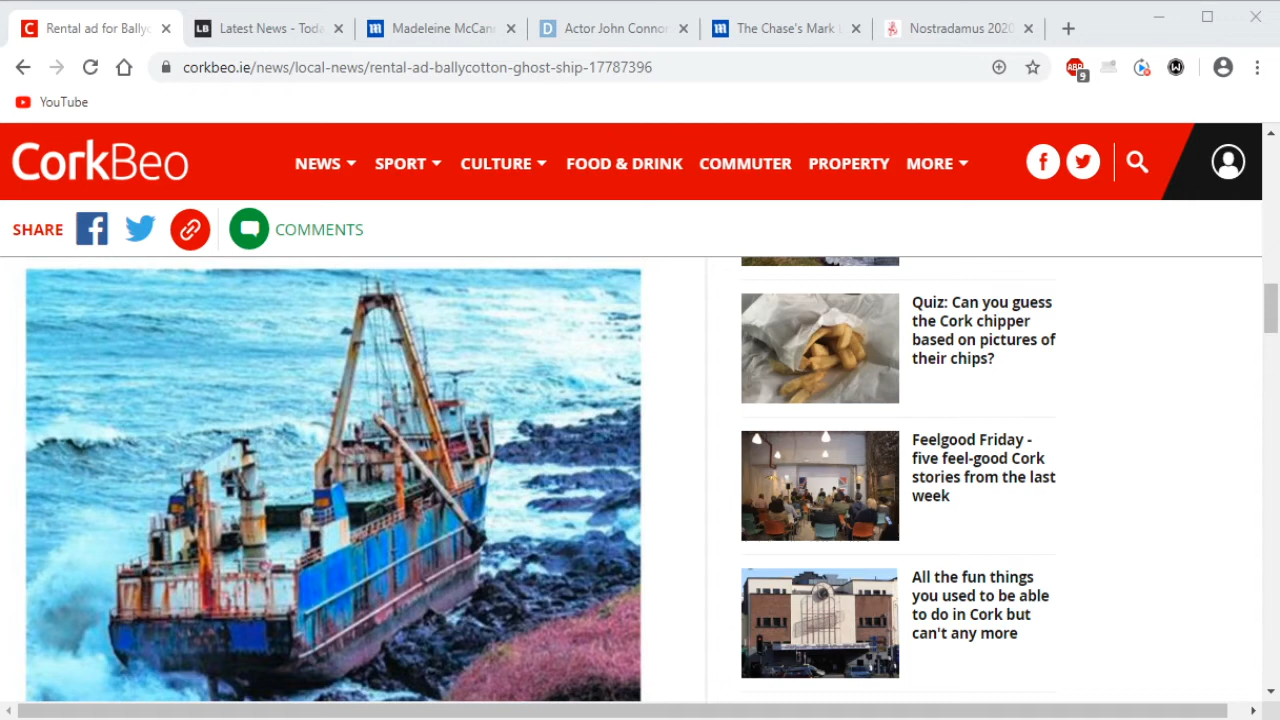 Rental ad for Ballyc
Latest News - Toda
Madeleine McCann
Actor John Connor
The Chase's Mark L
Nostradamus 2020
corkbeo.ie/news/local-news/rental-ad-ballycotton-ghost-ship-17787396
ABP
9
YouTube
CorkBeo
NEWS
SPORT
CULTURE
FOOD & DRINK
COMMUTER
PROPERTY
MORE
SHARE
COMMENTS
Quiz: Can you guess
the Cork chipper
based on pictures of
their chips?
Feelgood Friday -
five feel-good Cork
stories from the last
week
All the fun things
you used to be able
to do in Cork but
can't any more